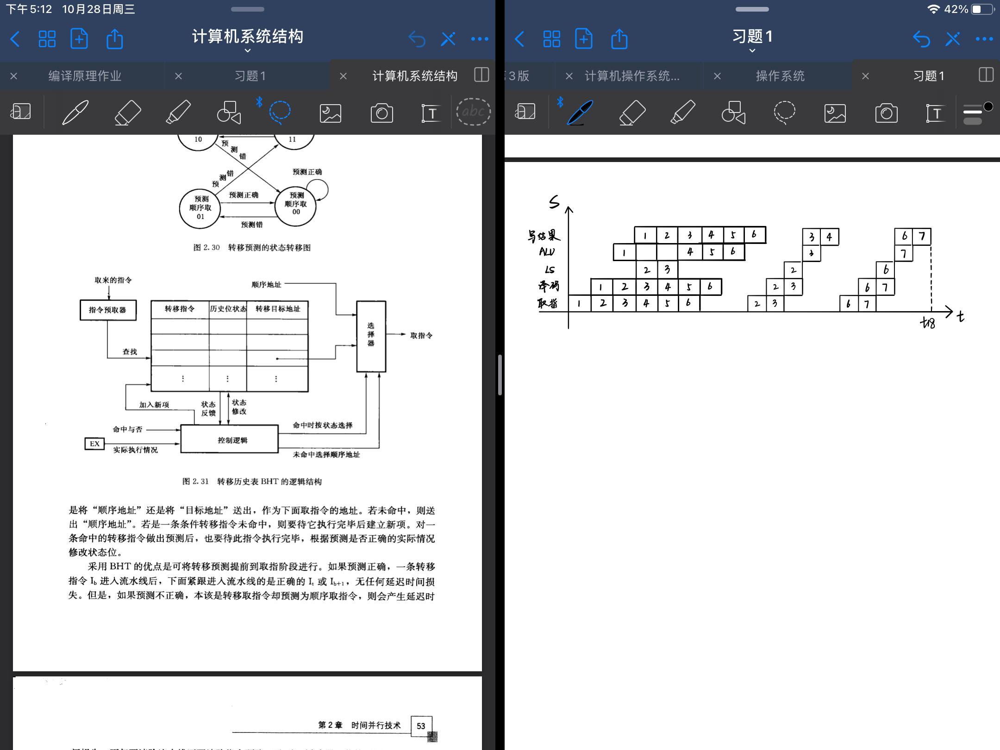 下午5:12 10月28日周三
42%
计算机系统结构
编译原理作业
习题1
计算机系统结构
abc
10
11
预测错
预测错
预测正确
预测
顺序取
01
预测正确
预测
顺序取
00
预测错
图 2.30 转移预测的状态转移图
取来的指令
指令预取器
查找
转移指令 历史位状态 转移目标地址
顺序地址
选择器
取指令
加入新项
状态
反馈
状态
修改
命中与否
EX
实际执行情况
控制逻辑
命中时按状态选择
未命中选择顺序地址
图 2.31 转移历史表 BHT 的逻辑结构
是将“顺序地址”还是将“目标地址”送出，作为下面取指令的地址。若未命中，则送
出“顺序地址”。若是一条条件转移指令未命中，则要待它执行完毕后建立新项。对一
条命中的转移指令做出预测后，也要待此指令执行完毕，根据预测是否正确的实际情况
修改状态位。
采用 BHT 的优点是可将转移预测提前到取指阶段进行。如果预测正确，一条转移
指令 Ib 进入流水线后，下面紧跟进入流水线的是正确的 It 或 Ib+1，无任何延迟时间损
失。但是，如果预测不正确，本该是转移取指令却预测为顺序取指令，则会产生延迟时
第 2 章 时间并行技术 53
习题1
3版
计算机操作系统...
操作系统
习题1
S
写结果 1 2 3 4 5 6 3 4 6 7
ALU 1 4 5 6 3 7
LS 2 3 2 6
译码 1 2 3 4 5 6 2 3 6 7
取指 1 2 3 4 5 6 2 3 6 7
t18 t